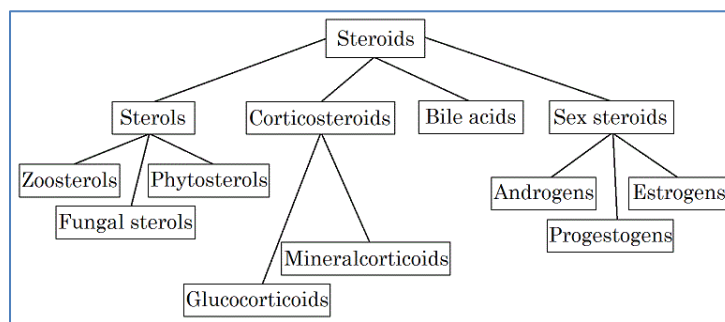 Steroids
Sterols
Corticosteroids
Bile acids
Sex steroids
Zoosterols
Phytosterols
Fungal sterols
Androgens
Estrogens
Progestogens
Mineralcorticoids
Glucocorticoids